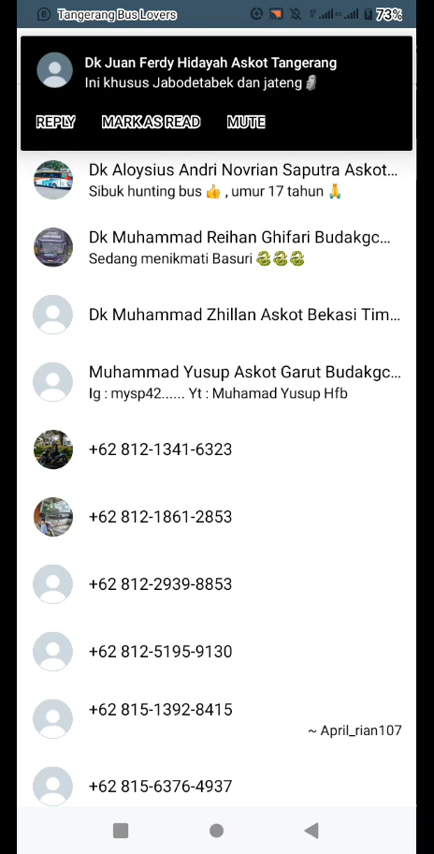 Tangerang Bus Lovers
73%
Dk Juan Ferdy Hidayah Askot Tangerang
Ini khusus Jabodetabek dan jateng🗿
REPLY MARK AS READ MUTE
Dk Aloysius Andri Novrian Saputra Askot...
Sibuk hunting bus 👍 , umur 17 tahun 🙏
Dk Muhammad Reihan Ghifari Budakgc...
Sedang menikmati Basuri 🐲🐲🐲
Dk Muhammad Zhillan Askot Bekasi Tim...
Muhammad Yusup Askot Garut Budakgc...
Ig : mysp42...... Yt : Muhamad Yusup Hfb
+62 812-1341-6323
+62 812-1861-2853
+62 812-2939-8853
+62 812-5195-9130
+62 815-1392-8415
~ April_rian107
+62 815-6376-4937